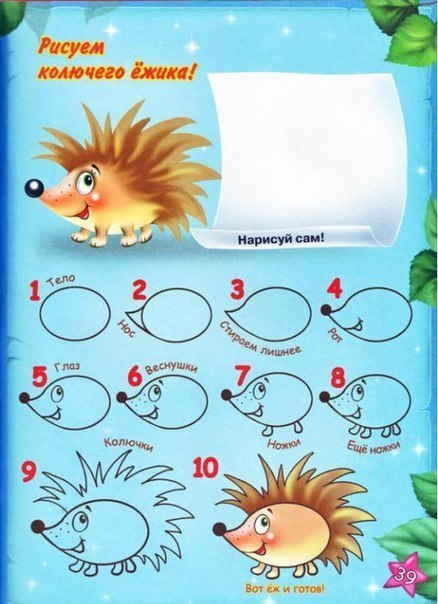 Рисуем
колючего ёжика!
Нарисуй сам!
1 Тело
2 Нос
3 Стираем лишнее
4 Рот
5 Глаз
6 Веснушки
7 Ножки
8 Ещё ножки
9 Колючки
10
Вот ёж и готов!
39